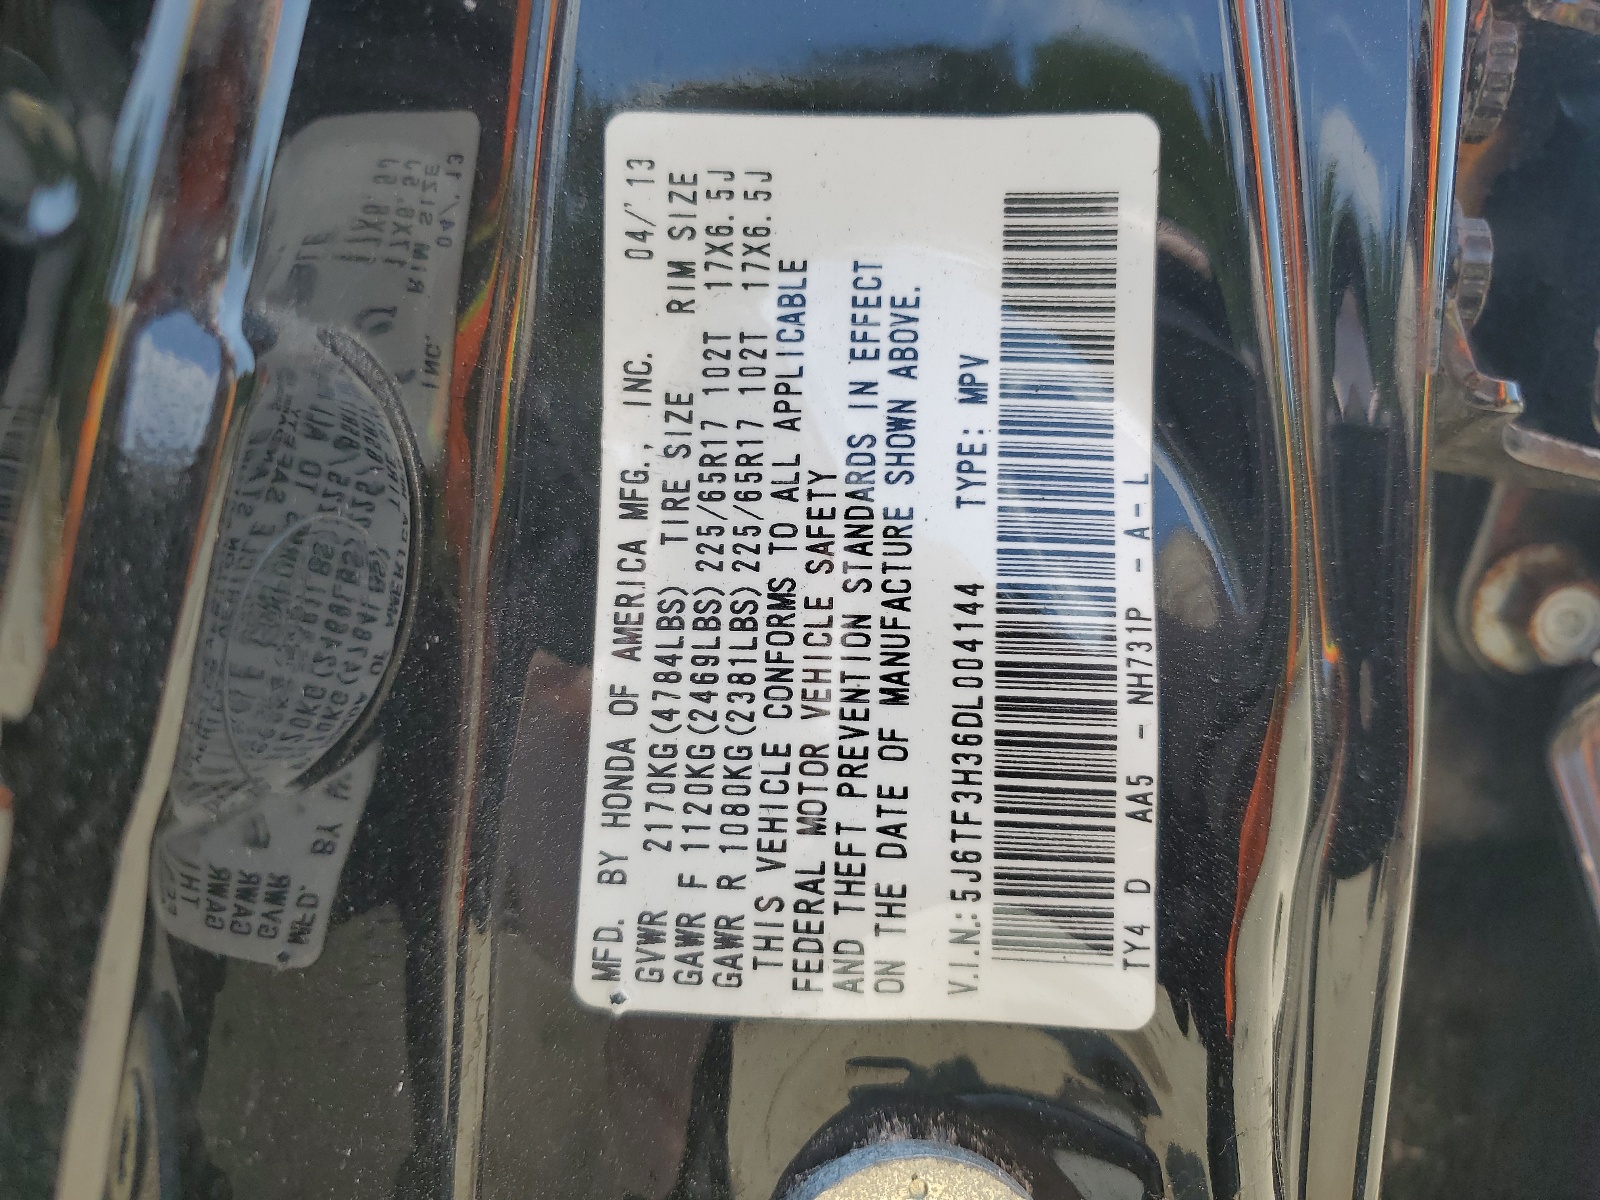 MFD. BY HONDA OF AMERICA MFG., INC. 04/'13
GVWR 2170KG(4784LBS) TIRE SIZE RIM SIZE
GAWR F 1120KG(2469LBS) 225/65R17 102T 17X6.5J
GAWR R 1080KG(2381LBS) 225/65R17 102T 17X6.5J
THIS VEHICLE CONFORMS TO ALL APPLICABLE
FEDERAL MOTOR VEHICLE SAFETY
AND THEFT PREVENTION STANDARDS IN EFFECT
ON THE DATE OF MANUFACTURE SHOWN ABOVE.
V.I.N.: 5J6TF3H36DL004144 TYPE: MPV
TY4 D AA5 - NH731P - A - L